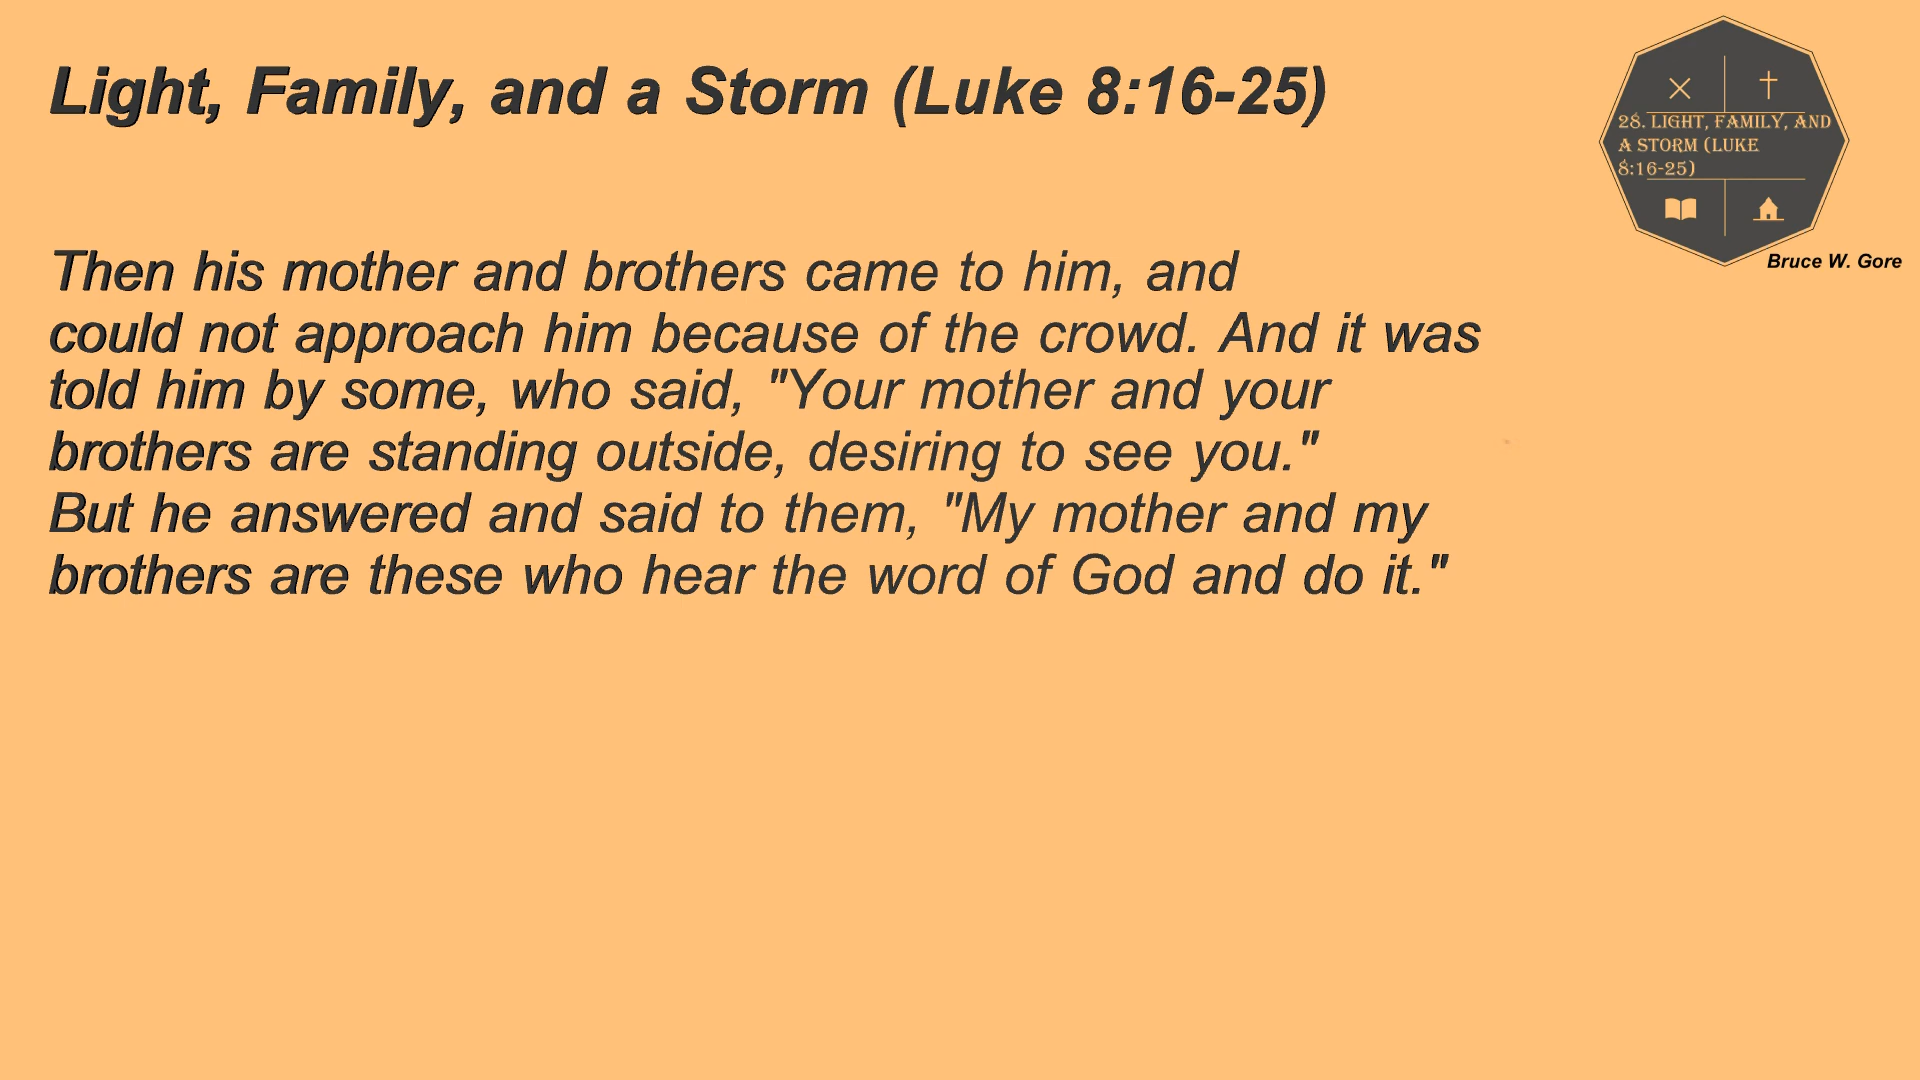 Light, Family, and a Storm (Luke 8:16-25)
28. Light, Family, and
a Storm (Luke
8:16-25)
Bruce W. Gore
Then his mother and brothers came to him, and
could not approach him because of the crowd. And it was
told him by some, who said, "Your mother and your
brothers are standing outside, desiring to see you."
But he answered and said to them, "My mother and my
brothers are these who hear the word of God and do it."